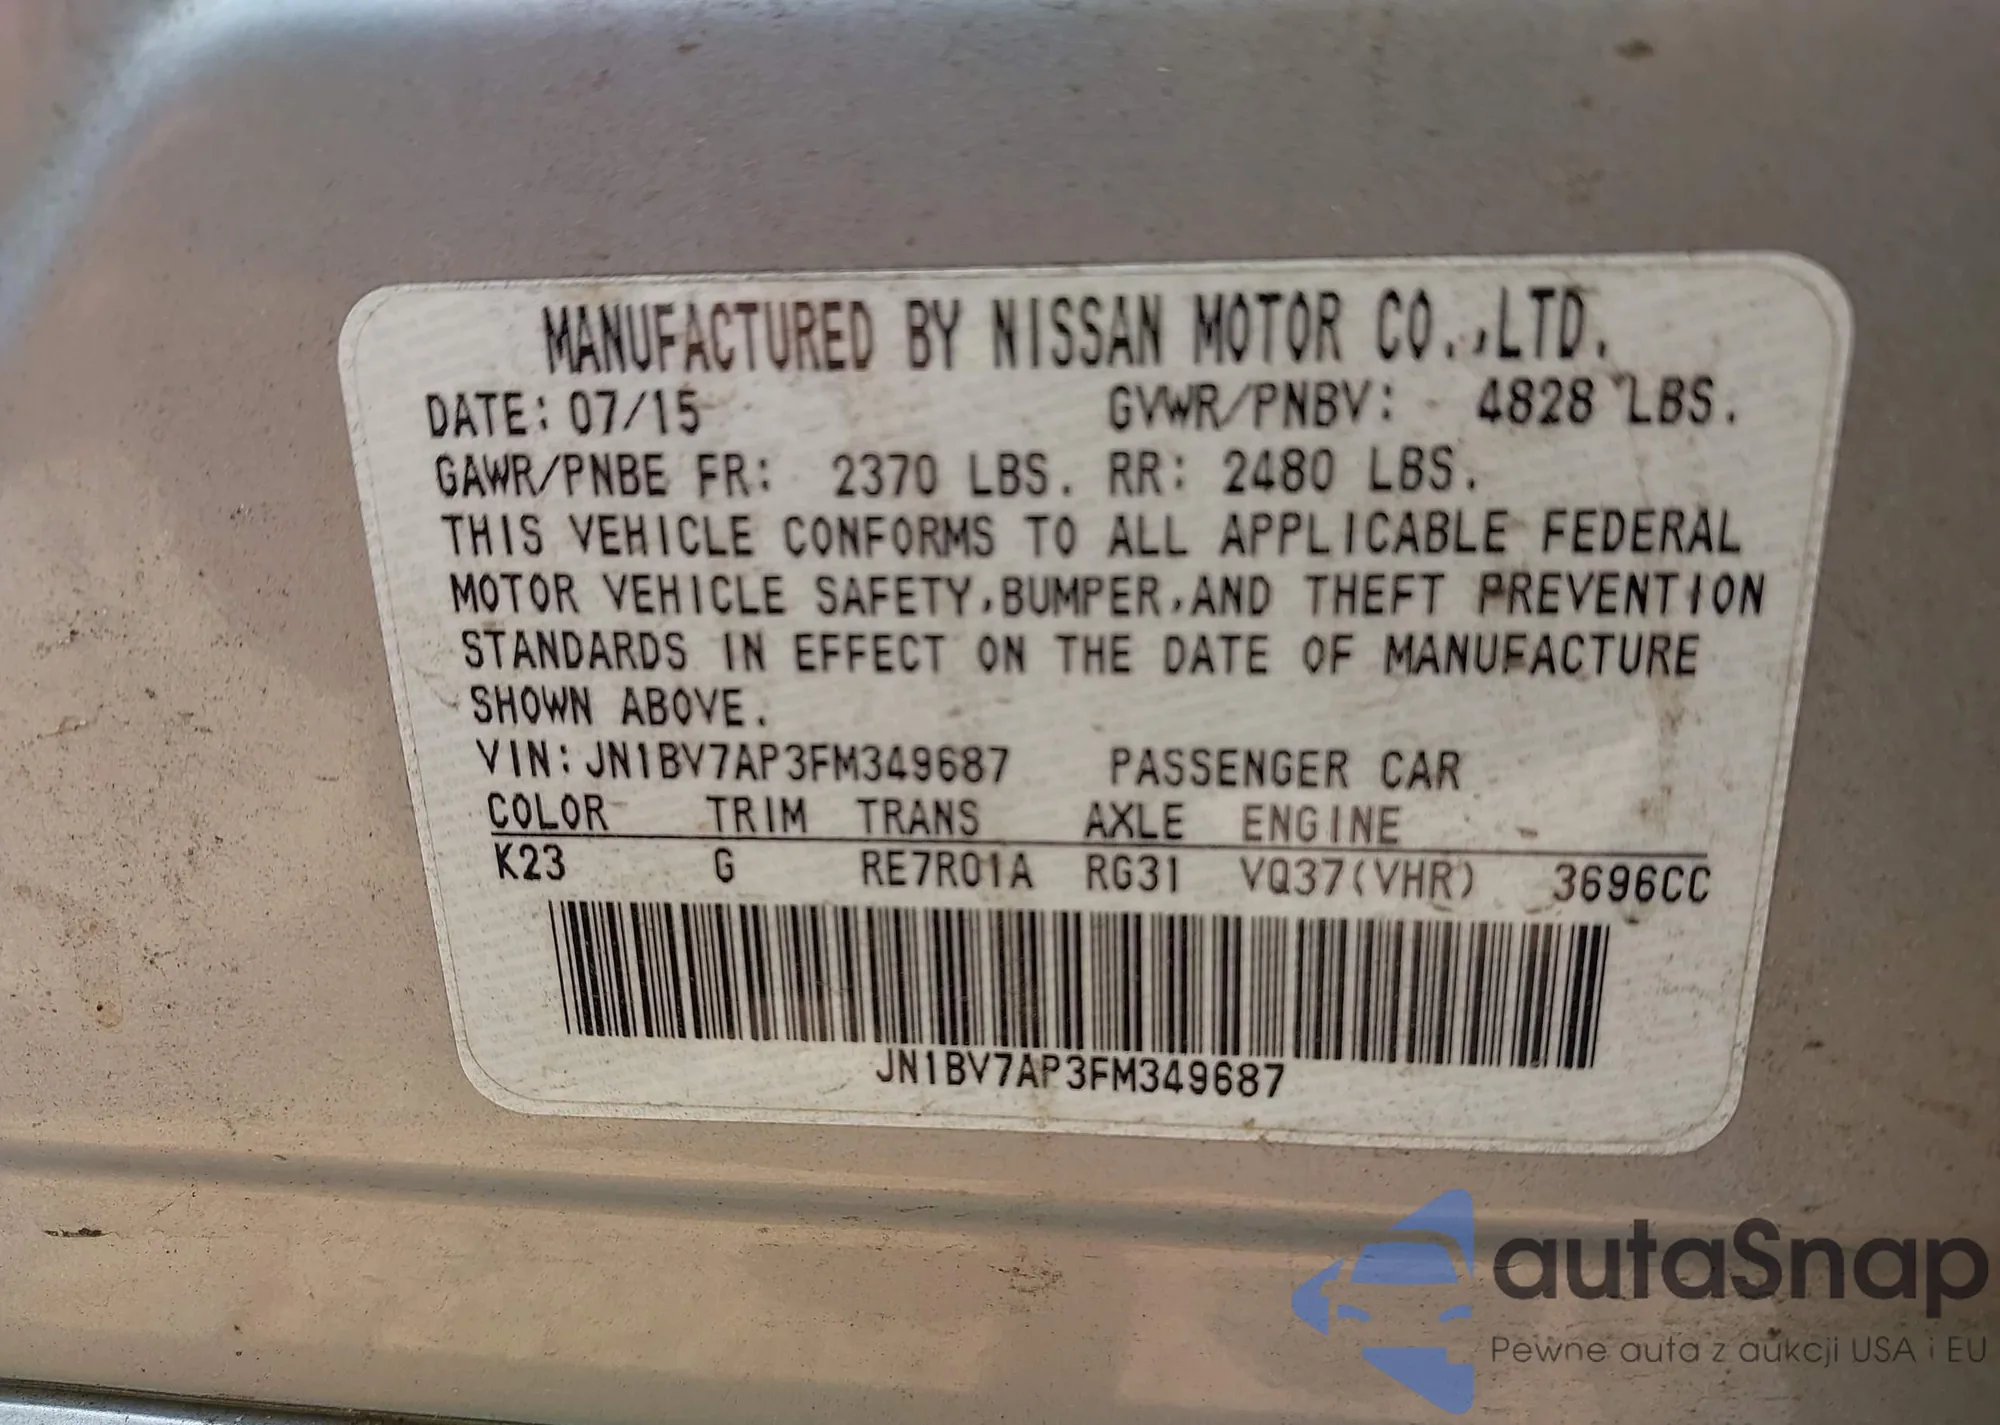 MANUFACTURED BY NISSAN MOTOR CO.,LTD.
DATE: 07/15 GVWR/PNBV: 4828 LBS.
GAWR/PNBE FR: 2370 LBS. RR: 2480 LBS.
THIS VEHICLE CONFORMS TO ALL APPLICABLE FEDERAL
MOTOR VEHICLE SAFETY,BUMPER,AND THEFT PREVENTION
STANDARDS IN EFFECT ON THE DATE OF MANUFACTURE
SHOWN ABOVE.
VIN:JN1BV7AP3FM349687 PASSENGER CAR
COLOR TRIM TRANS AXLE ENGINE
K23 G RE7R01A RG31 VQ37(VHR) 3696CC
JN1BV7AP3FM349687
autaSnap
Pewne auta z aukcji USA i EU